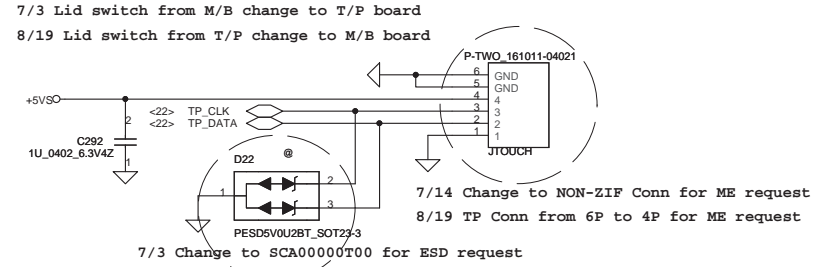 7/3 Lid switch from M/B change to T/P board
8/19 Lid switch from T/P change to M/B board
P-TWO_161011-04021
6 GND
5 GND
+5VS
4 4
<22> TP_CLK 3 3
<22> TP_DATA 2 2
1 1
JTOUCH
2
C292
1U_0402_6.3V4Z
1
D22 @
1
2
3
PESD5V0U2BT_SOT23-3
7/14 Change to NON-ZIF Conn for ME request
8/19 TP Conn from 6P to 4P for ME request
7/3 Change to SCA00000T00 for ESD request